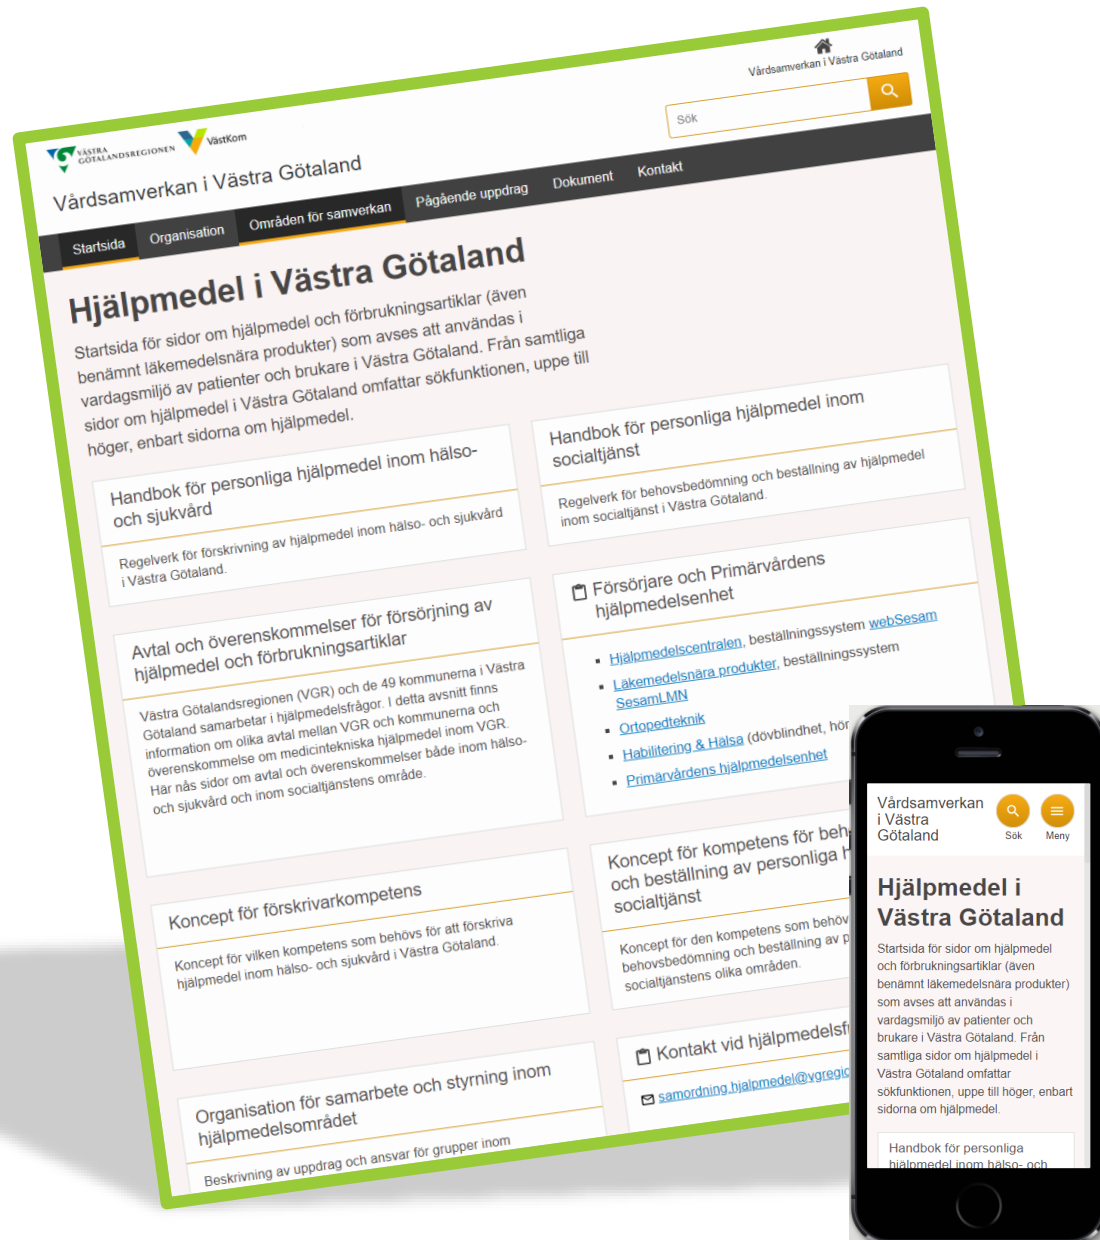 Vårdsamverkan i Västra Götaland
VÄSTRA
GÖTALANDSREGIONEN
VästKom
Sök
Vårdsamverkan i Västra Götaland
Startsida
Organisation
Områden för samverkan
Pågående uppdrag
Dokument
Kontakt
Hjälpmedel i Västra Götaland
Startsida för sidor om hjälpmedel och förbrukningsartiklar (även
benämnt läkemedelsnära produkter) som avses att användas i
vardagsmiljö av patienter och brukare i Västra Götaland. Från samtliga
sidor om hjälpmedel i Västra Götaland omfattar sökfunktionen, uppe till
höger, enbart sidorna om hjälpmedel.
Handbok för personliga hjälpmedel inom hälso-
och sjukvård
Regelverk för förskrivning av hjälpmedel inom hälso- och sjukvård
i Västra Götaland.
Handbok för personliga hjälpmedel inom
socialtjänst
Regelverk för behovsbedömning och beställning av hjälpmedel
inom socialtjänst i Västra Götaland.
Avtal och överenskommelser för försörjning av
hjälpmedel och förbrukningsartiklar
Västra Götalandsregionen (VGR) och de 49 kommunerna i Västra
Götaland samarbetar i hjälpmedelsfrågor. I detta avsnitt finns
information om olika avtal mellan VGR och kommunerna och
överenskommelse om medicintekniska hjälpmedel inom VGR.
Här nås sidor om avtal och överenskommelser både inom hälso-
och sjukvård och inom socialtjänstens område.
Försörjare och Primärvårdens
hjälpmedelsenhet
Hjälpmedelscentralen, beställningssystem webSesam
Läkemedelsnära produkter, beställningssystem
SesamLMN
Ortopedteknik
Habilitering & Hälsa (dövblindhet, hör
Primärvårdens hjälpmedelsenhet
Koncept för förskrivarkompetens
Koncept för vilken kompetens som behövs för att förskriva
hjälpmedel inom hälso- och sjukvård i Västra Götaland.
Koncept för kompetens för beh
och beställning av personliga h
socialtjänst
Koncept för den kompetens som behöv
behovsbedömning och beställning av p
socialtjänstens olika områden.
Organisation för samarbete och styrning inom
hjälpmedelsområdet
Beskrivning av uppdrag och ansvar för grupper inom
Kontakt vid hjälpmedelsf
samordning.hjalpmedel@vgregio
Vårdsamverkan
i Västra
Götaland
Sök
Meny
Hjälpmedel i
Västra Götaland
Startsida för sidor om hjälpmedel
och förbrukningsartiklar (även
benämnt läkemedelsnära produkter)
som avses att användas i
vardagsmiljö av patienter och
brukare i Västra Götaland. Från
samtliga sidor om hjälpmedel i
Västra Götaland omfattar
sökfunktionen, uppe till höger, enbart
sidorna om hjälpmedel.
Handbok för personliga
hjälpmedel inom hälso- och